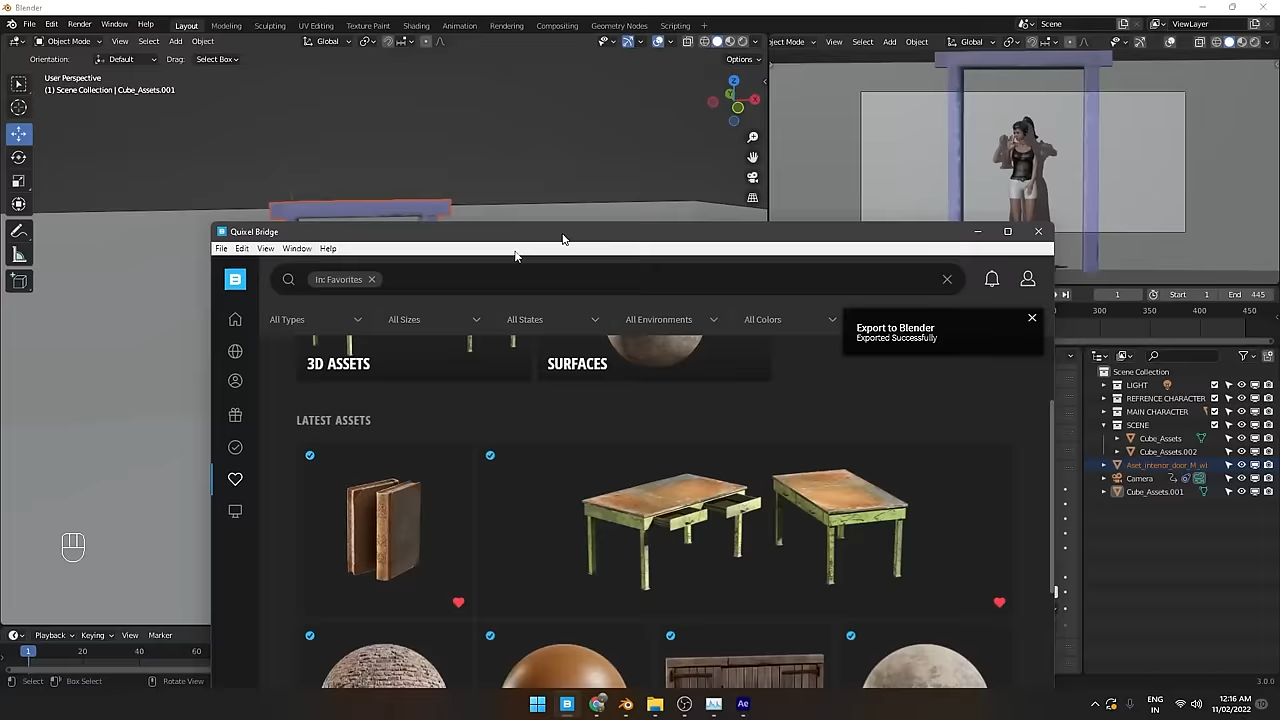 Blender
File Edit Render Window Help
Layout Modeling Sculpting UV Editing Texture Paint Shading Animation Rendering Compositing Geometry Nodes Scripting +
Scene
ViewLayer
Object Mode View Select Add Object Global
ject Mode View Select Add Object Global
Orientation: Default Drag: Select Box Options
User Perspective
(1) Scene Collection | Cube_Assets.001
Z
X
Y
Quixel Bridge
File Edit View Window Help
In: Favorites
All Types All Sizes All States All Environments All Colors
Export to Blender
Exported Successfully
3D ASSETS SURFACES
LATEST ASSETS
1 Start 1 End 445
300 350 400 450
Scene Collection
LIGHT
REFRENCE CHARACTER
MAIN CHARACTER
SCENE
Cube_Assets
Cube_Assets.002
Aset_interior_door_M_wl
Camera
Cube_Assets.001
Playback Keying View Marker
1 20 40 60
Select Box Select Rotate View
3.0.0
Ae
ENG
IN
12:16 AM
11/02/2022